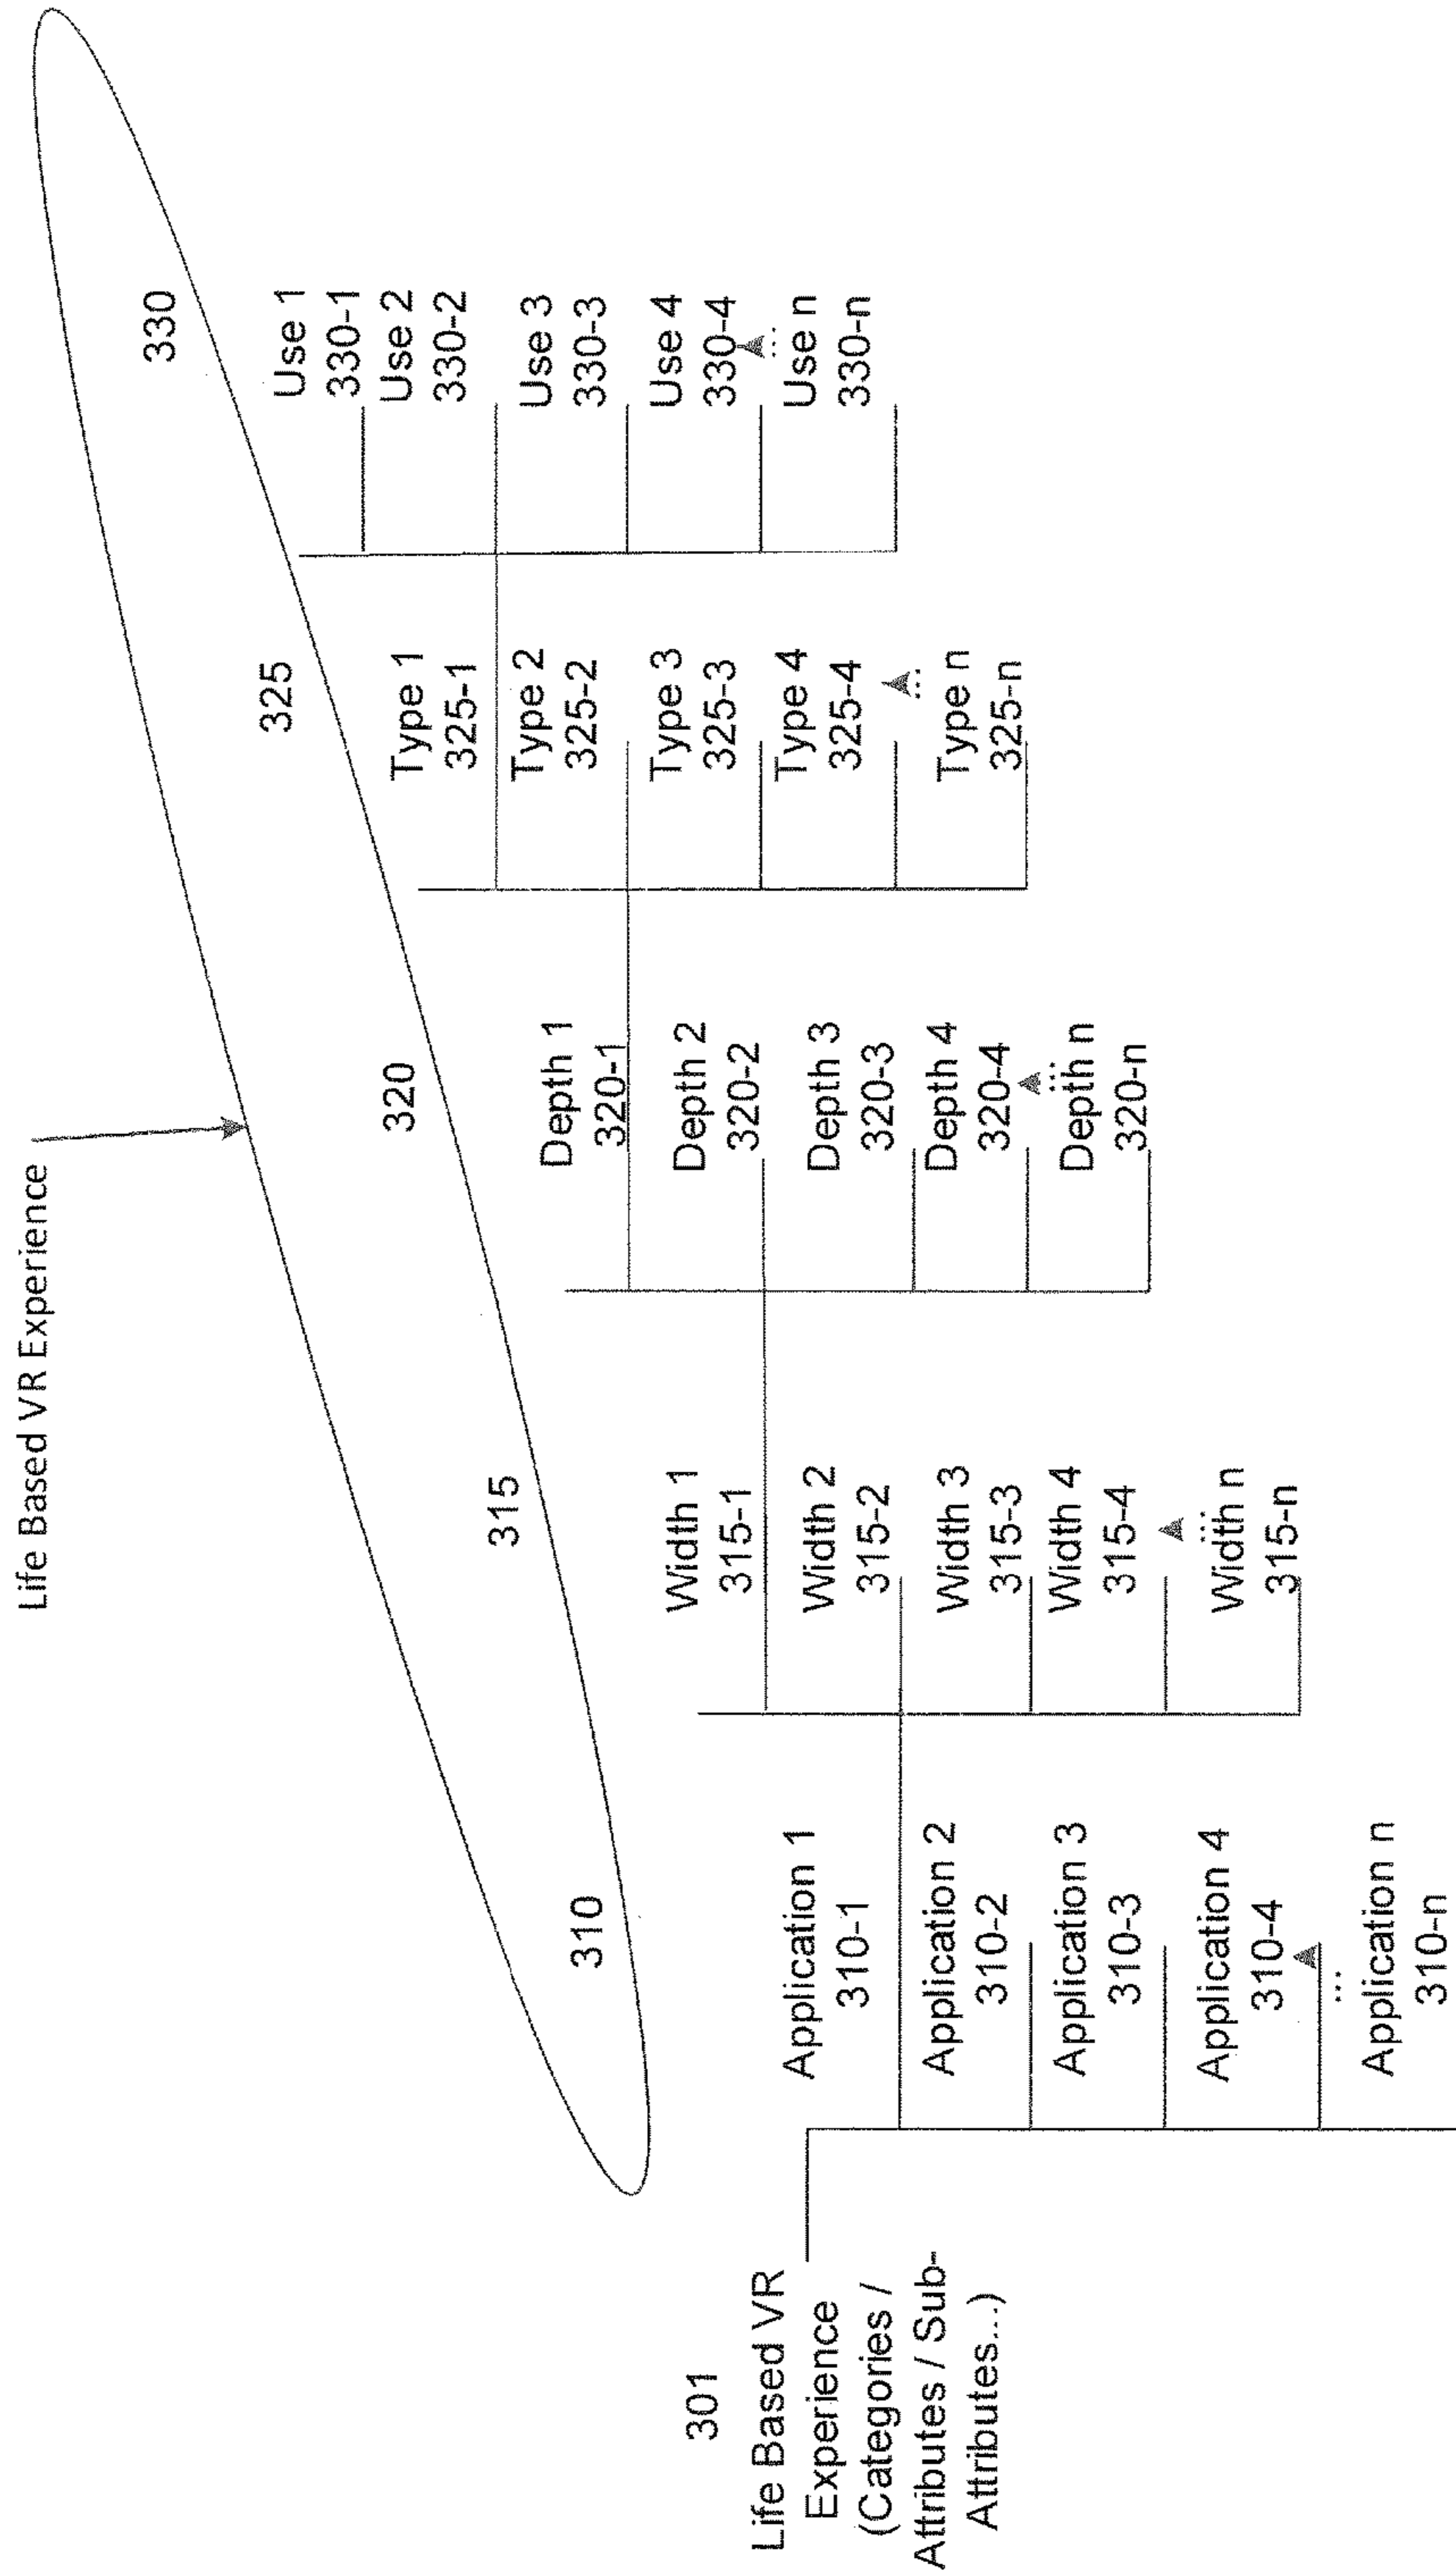 Life Based VR Experience
330
325
320
315
310
301
Life Based VR
Experience
(Categories /
Attributes / Sub-
Attributes...)
Application 1
310-1
Application 2
310-2
Application 3
310-3
Application 4
310-4
...
Application n
310-n
Width 1
315-1
Width 2
315-2
Width 3
315-3
Width 4
315-4
...
Width n
315-n
Depth 1
320-1
Depth 2
320-2
Depth 3
320-3
Depth 4
320-4
...
Depth n
320-n
Type 1
325-1
Type 2
325-2
Type 3
325-3
Type 4
325-4
...
Type n
325-n
Use 1
330-1
Use 2
330-2
Use 3
330-3
Use 4
330-4
...
Use n
330-n